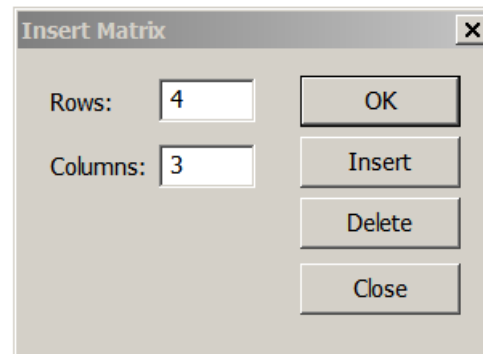 Insert Matrix
Rows: 4 OK
Columns: 3 Insert
Delete
Close